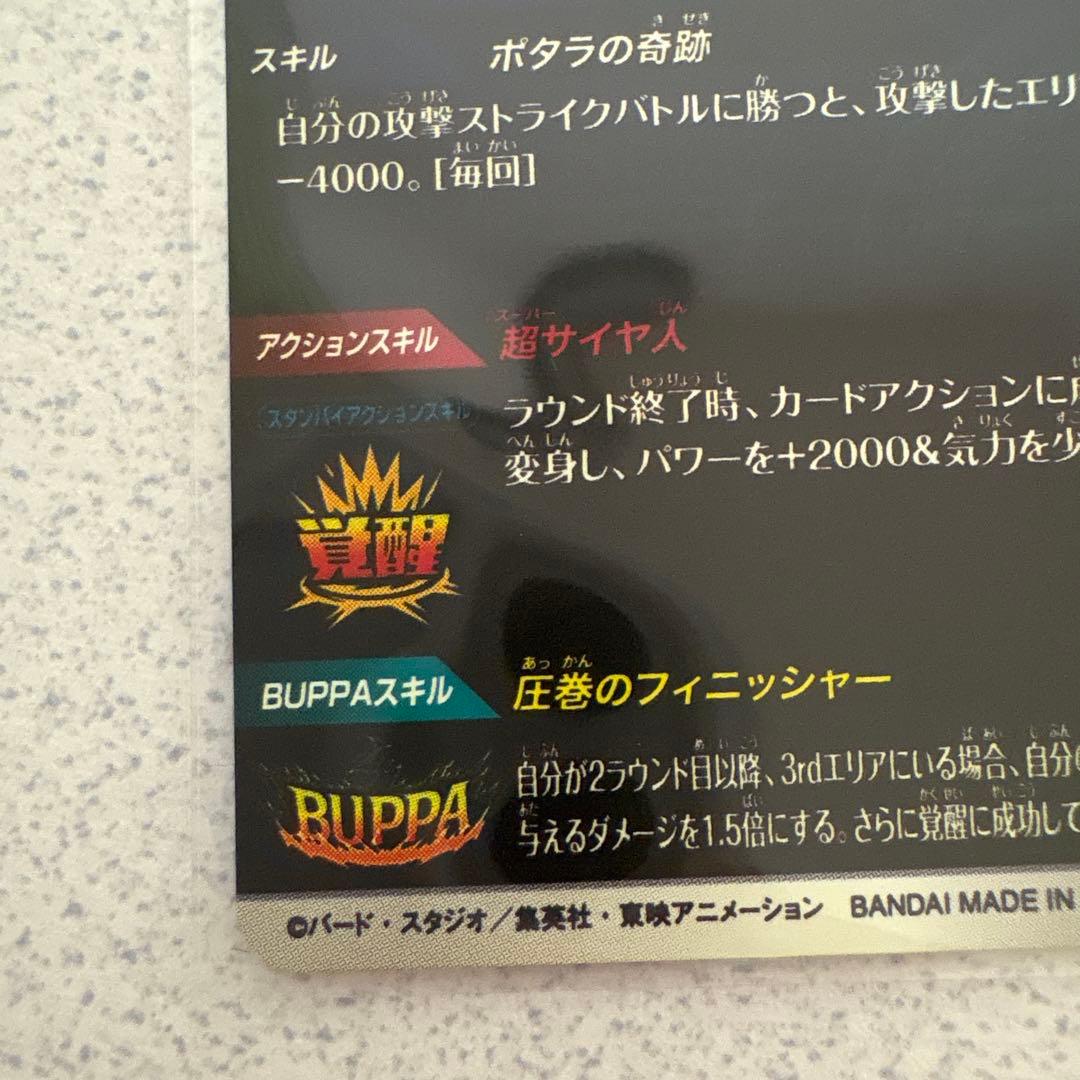 スキル ポタラの奇跡
自分の攻撃ストライクバトルに勝つと、攻撃したエリ
-4000。[毎回]
アクションスキル 超サイヤ人
スタンバイアクションスキル
ラウンド終了時、カードアクションに
変身し、パワーを+2000&気力を少
覚醒
BUPPAスキル 圧巻のフィニッシャー
自分が2ラウンド目以降、3rdエリアにいる場合、自分
与えるダメージを1.5倍にする。さらに覚醒に成功して
BUPPA
©バード・スタジオ／集英社・東映アニメーション BANDAI MADE IN